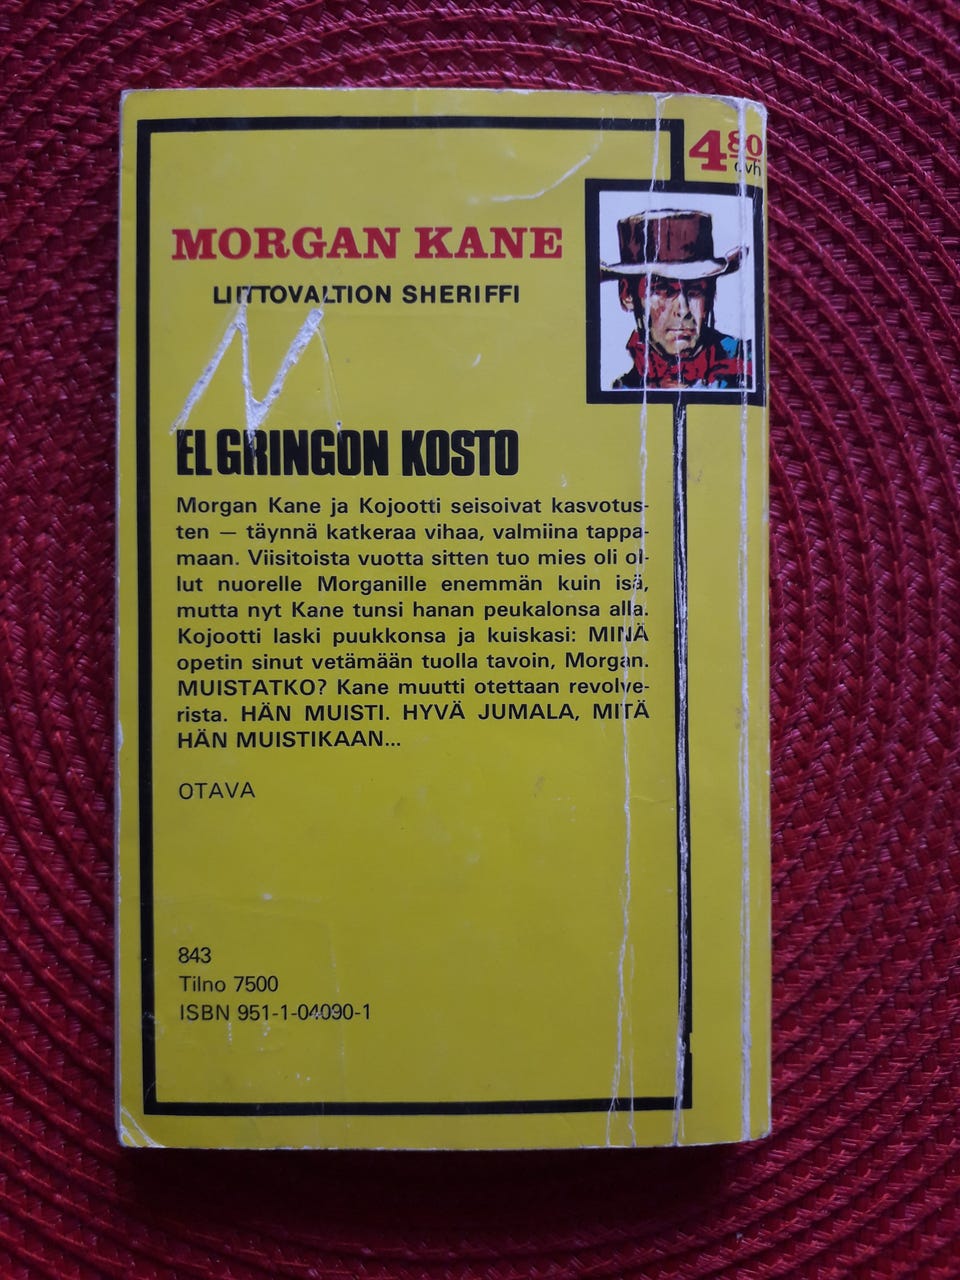 4 80
ovh
MORGAN KANE
LIITTOVALTION SHERIFFI
EL GRINGON KOSTO
Morgan Kane ja Kojootti seisoivat kasvotus-
ten — täynnä katkeraa vihaa, valmiina tappa-
maan. Viisitoista vuotta sitten tuo mies oli ol-
lut nuorelle Morganille enemmän kuin isä,
mutta nyt Kane tunsi hanan peukalonsa alla.
Kojootti laski puukkonsa ja kuiskasi: MINÄ
opetin sinut vetämään tuolla tavoin, Morgan.
MUISTATKO? Kane muutti otettaan revolve-
rista. HÄN MUISTI. HYVÄ JUMALA, MITÄ
HÄN MUISTIKAAN...
OTAVA
843
Tilno 7500
ISBN 951-1-04090-1